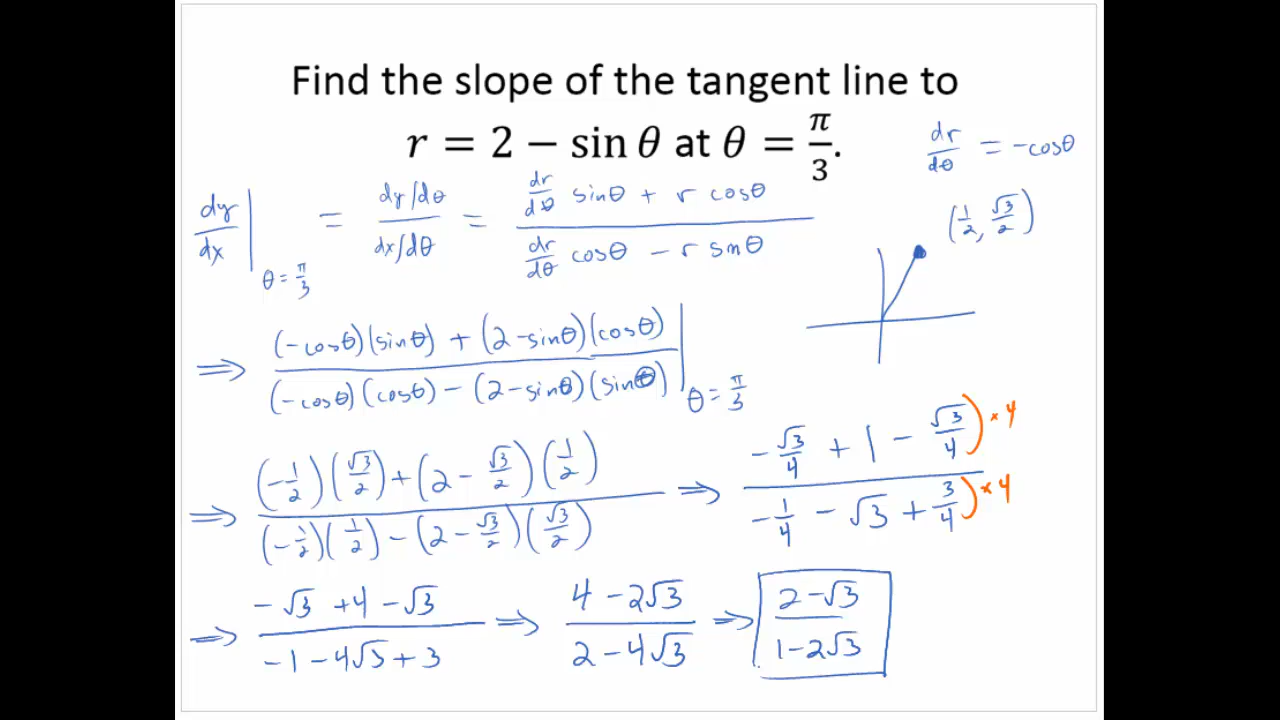 Find the slope of the tangent line to
r = 2 − sin θ at θ = π/3.
dr/dθ = -cosθ
dy/dx |θ=π/3 = (dy/dθ)/(dx/dθ) = (dr/dθ sinθ + r cosθ)/(dr/dθ cosθ - r sinθ)
(1/2, √3/2)
⇒ ((-cosθ)(sinθ) + (2-sinθ)(cosθ))/((-cosθ)(cosθ) - (2-sinθ)(sinθ)) |θ=π/3
⇒ ((-1/2)(√3/2) + (2 - √3/2)(1/2))/((-1/2)(1/2) - (2 - √3/2)(√3/2)) ⇒ (-√3/4 + 1 - √3/4)/(-1/4 - √3 + 3/4) )×4 )×4
⇒ (-√3 + 4 - √3)/(-1 - 4√3 + 3) ⇒ (4 - 2√3)/(2 - 4√3) ⇒ (2 - √3)/(1 - 2√3)